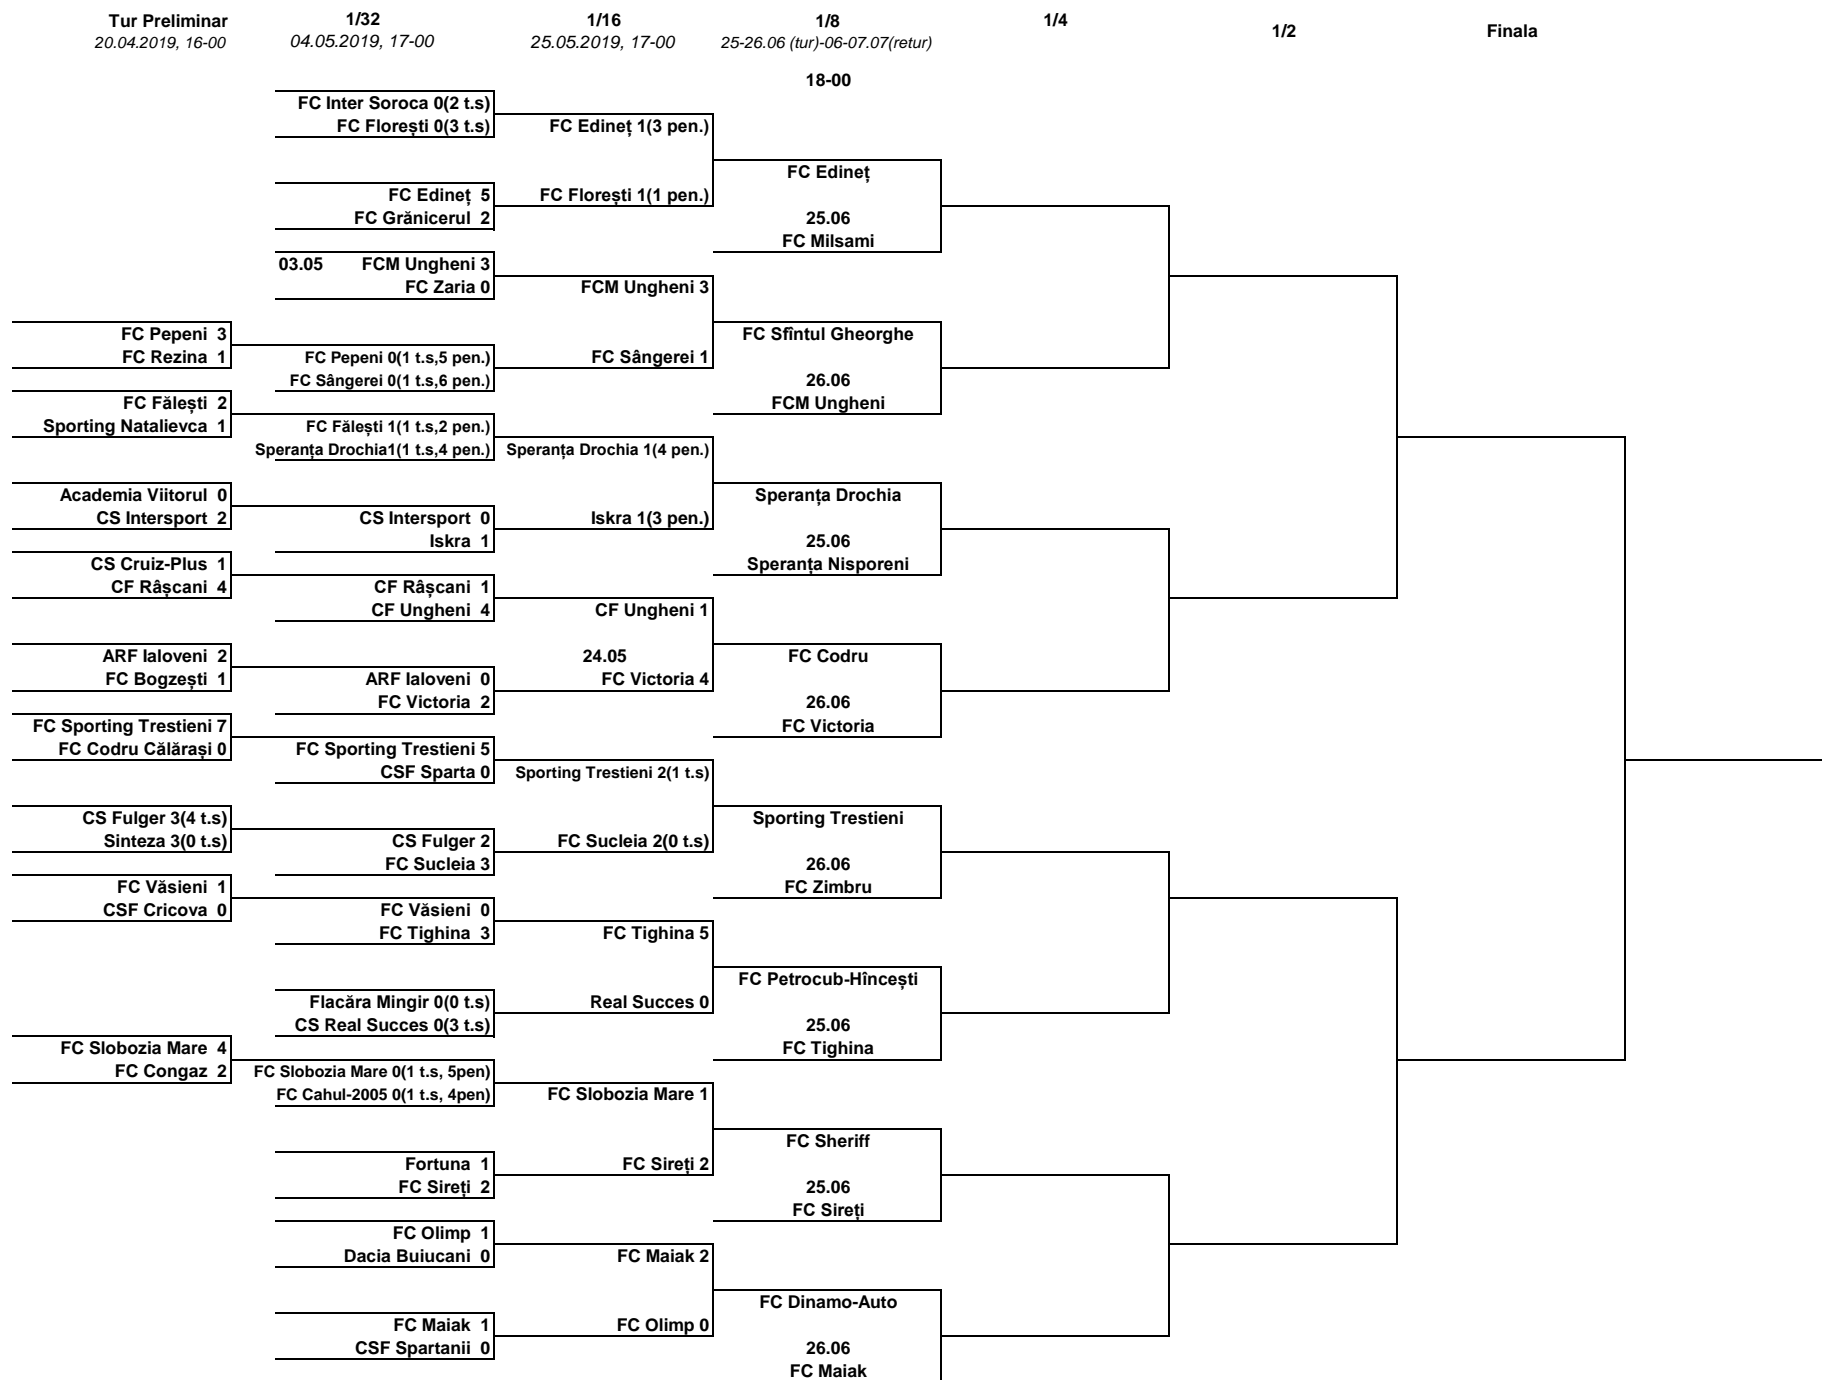 Tur Preliminar
20.04.2019, 16-00
1/32
04.05.2019, 17-00
1/16
25.05.2019, 17-00
1/8
25-26.06 (tur)-06-07.07(retur)
18-00
1/4
1/2
Finala
FC Pepeni 3
FC Rezina 1
FC Fălești 2
Sporting Natalievca 1
Academia Viitorul 0
CS Intersport 2
CS Cruiz-Plus 1
CF Râșcani 4
ARF Ialoveni 2
FC Bogzești 1
FC Sporting Trestieni 7
FC Codru Călărași 0
CS Fulger 3(4 t.s)
Sinteza 3(0 t.s)
FC Văsieni 1
CSF Cricova 0
FC Slobozia Mare 4
FC Congaz 2
FC Inter Soroca 0(2 t.s)
FC Florești 0(3 t.s)
FC Edineț 5
FC Grănicerul 2
03.05 FCM Ungheni 3
FC Zaria 0
FC Pepeni 0(1 t.s,5 pen.)
FC Sângerei 0(1 t.s,6 pen.)
FC Fălești 1(1 t.s,2 pen.)
Speranța Drochia1(1 t.s,4 pen.)
CS Intersport 0
Iskra 1
CF Râșcani 1
CF Ungheni 4
ARF Ialoveni 0
FC Victoria 2
FC Sporting Trestieni 5
CSF Sparta 0
CS Fulger 2
FC Sucleia 3
FC Văsieni 0
FC Tighina 3
Flacăra Mingir 0(0 t.s)
CS Real Succes 0(3 t.s)
FC Slobozia Mare 0(1 t.s, 5pen)
FC Cahul-2005 0(1 t.s, 4pen)
Fortuna 1
FC Sireți 2
FC Olimp 1
Dacia Buiucani 0
FC Maiak 1
CSF Spartanii 0
FC Edineț 1(3 pen.)
FC Florești 1(1 pen.)
FCM Ungheni 3
FC Sângerei 1
Speranța Drochia 1(4 pen.)
Iskra 1(3 pen.)
CF Ungheni 1
24.05
FC Victoria 4
Sporting Trestieni 2(1 t.s)
FC Sucleia 2(0 t.s)
FC Tighina 5
Real Succes 0
FC Slobozia Mare 1
FC Sireți 2
FC Maiak 2
FC Olimp 0
FC Edineț
25.06
FC Milsami
FC Sfîntul Gheorghe
26.06
FCM Ungheni
Speranța Drochia
25.06
Speranța Nisporeni
FC Codru
26.06
FC Victoria
Sporting Trestieni
26.06
FC Zimbru
FC Petrocub-Hîncești
25.06
FC Tighina
FC Sheriff
25.06
FC Sireți
FC Dinamo-Auto
26.06
FC Maiak